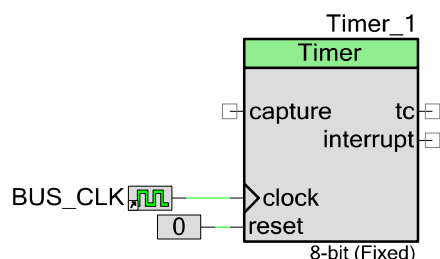 Timer_1
Timer
capture
tc
interrupt
BUS_CLK
clock
0
reset
8-bit (Fixed)